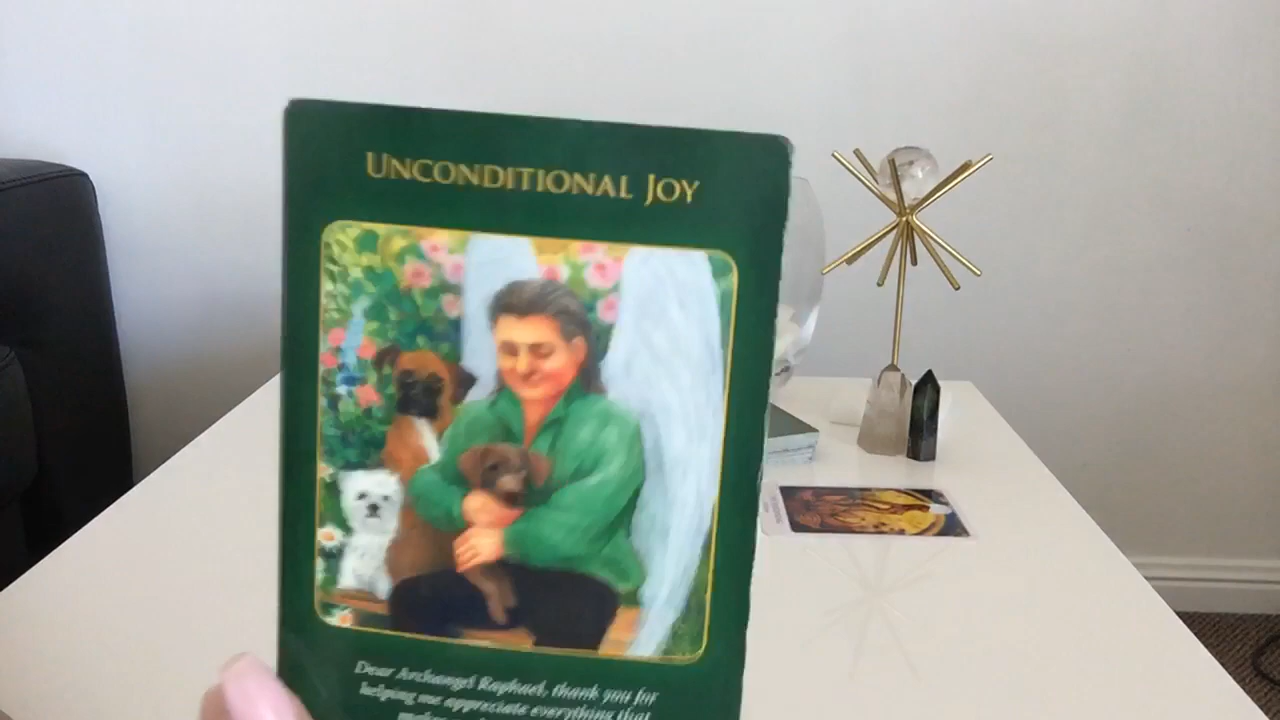 UNCONDITIONAL JOY
Dear Archangel Raphael, thank you for
helping me appreciate everything that